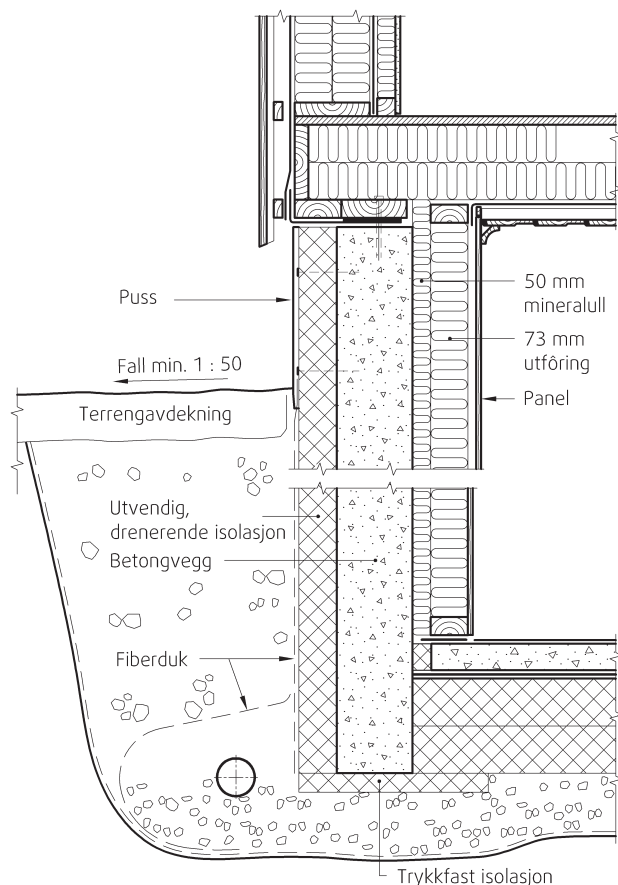 Puss
50 mm
mineralull
73 mm
utfôring
Fall min. 1 : 50
Panel
Terrengavdekning
Utvendig,
drenerende isolasjon
Betongvegg
Fiberduk
Trykkfast isolasjon